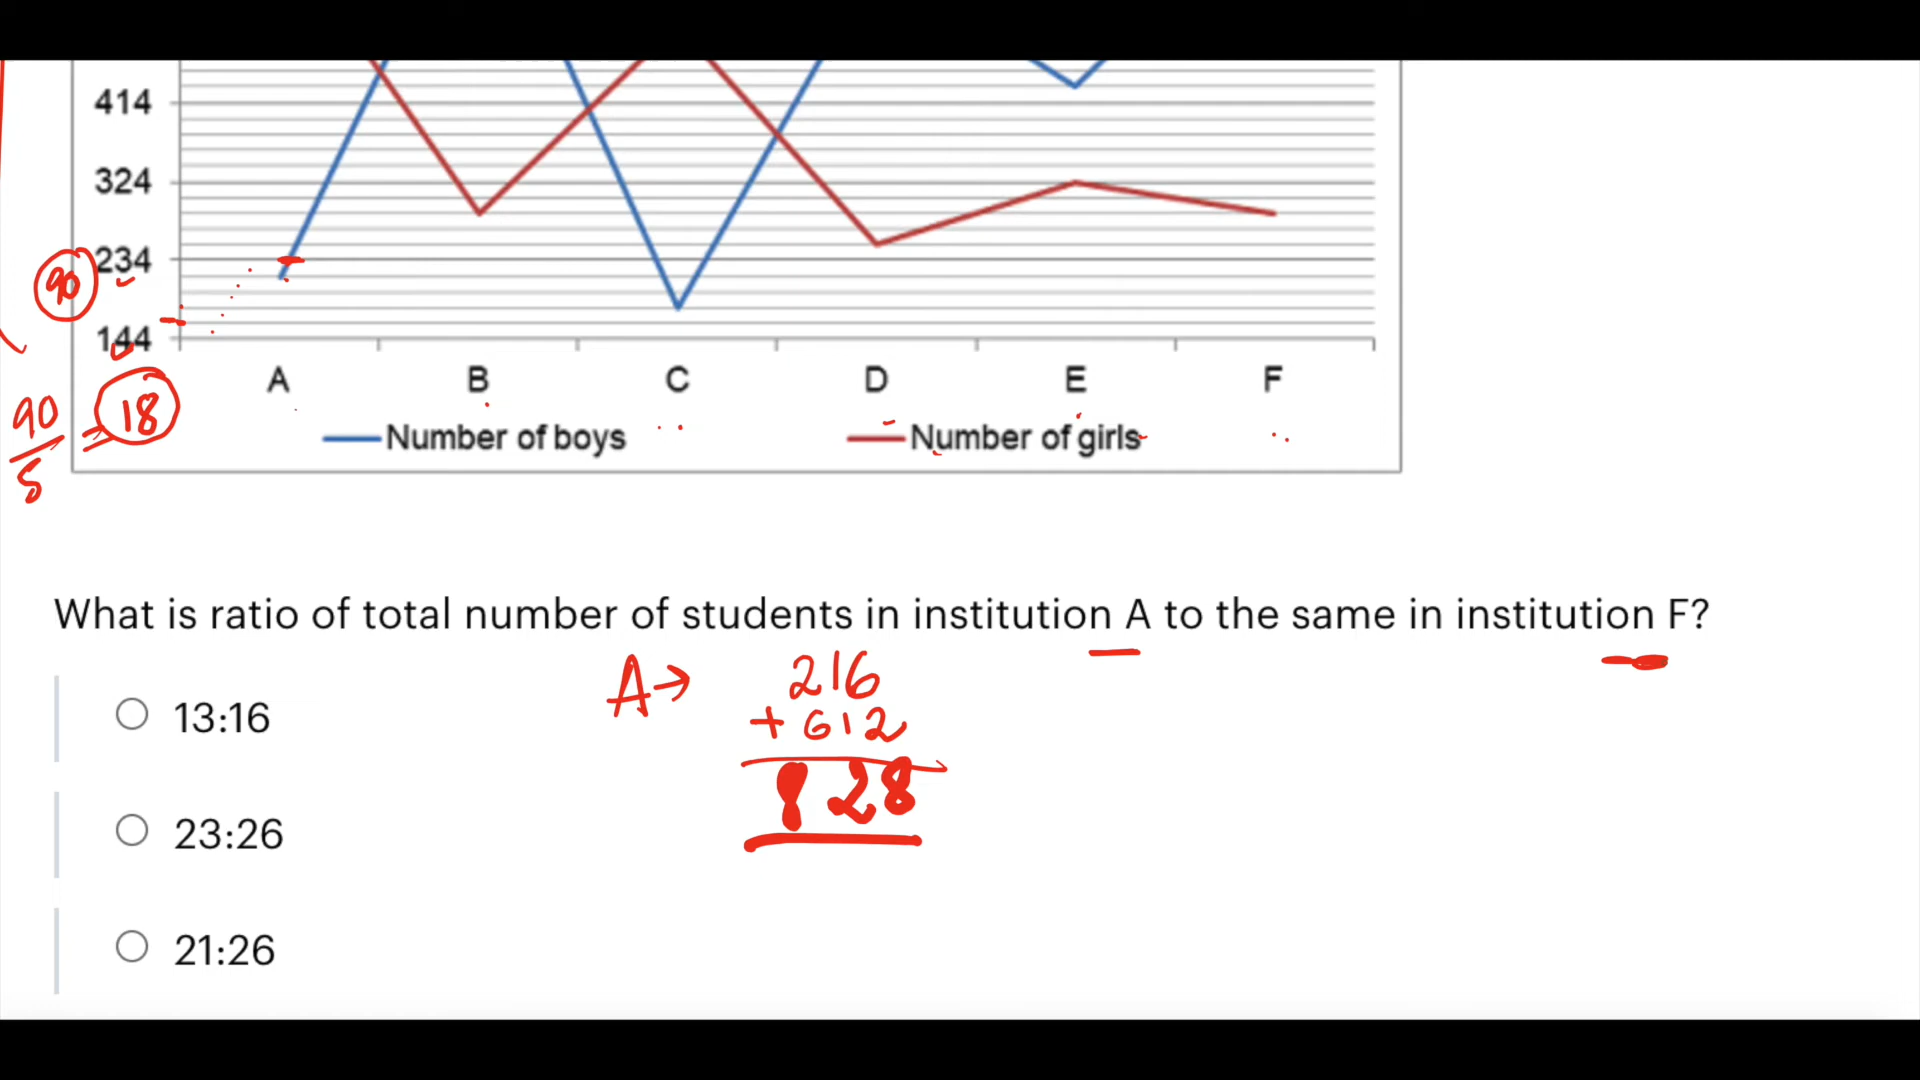 414
324
90 234
144
A B C D E F
90/5 = 18
Number of boys Number of girls
What is ratio of total number of students in institution A to the same in institution F?
A→ 216
+ 612
828
13:16
23:26
21:26